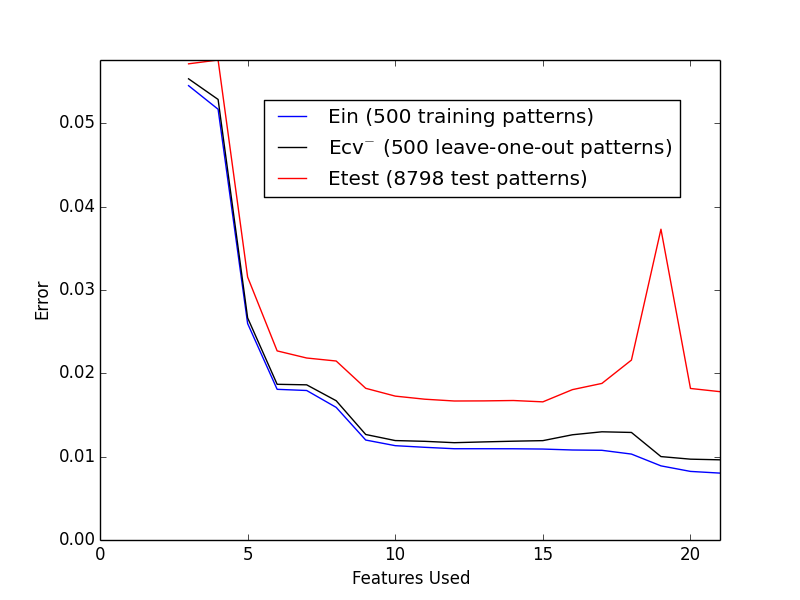 Ein (500 training patterns)
Ecv⁻ (500 leave-one-out patterns)
Etest (8798 test patterns)
0.05
0.04
0.03
0.02
0.01
0.00
Error
0 5 10 15 20
Features Used